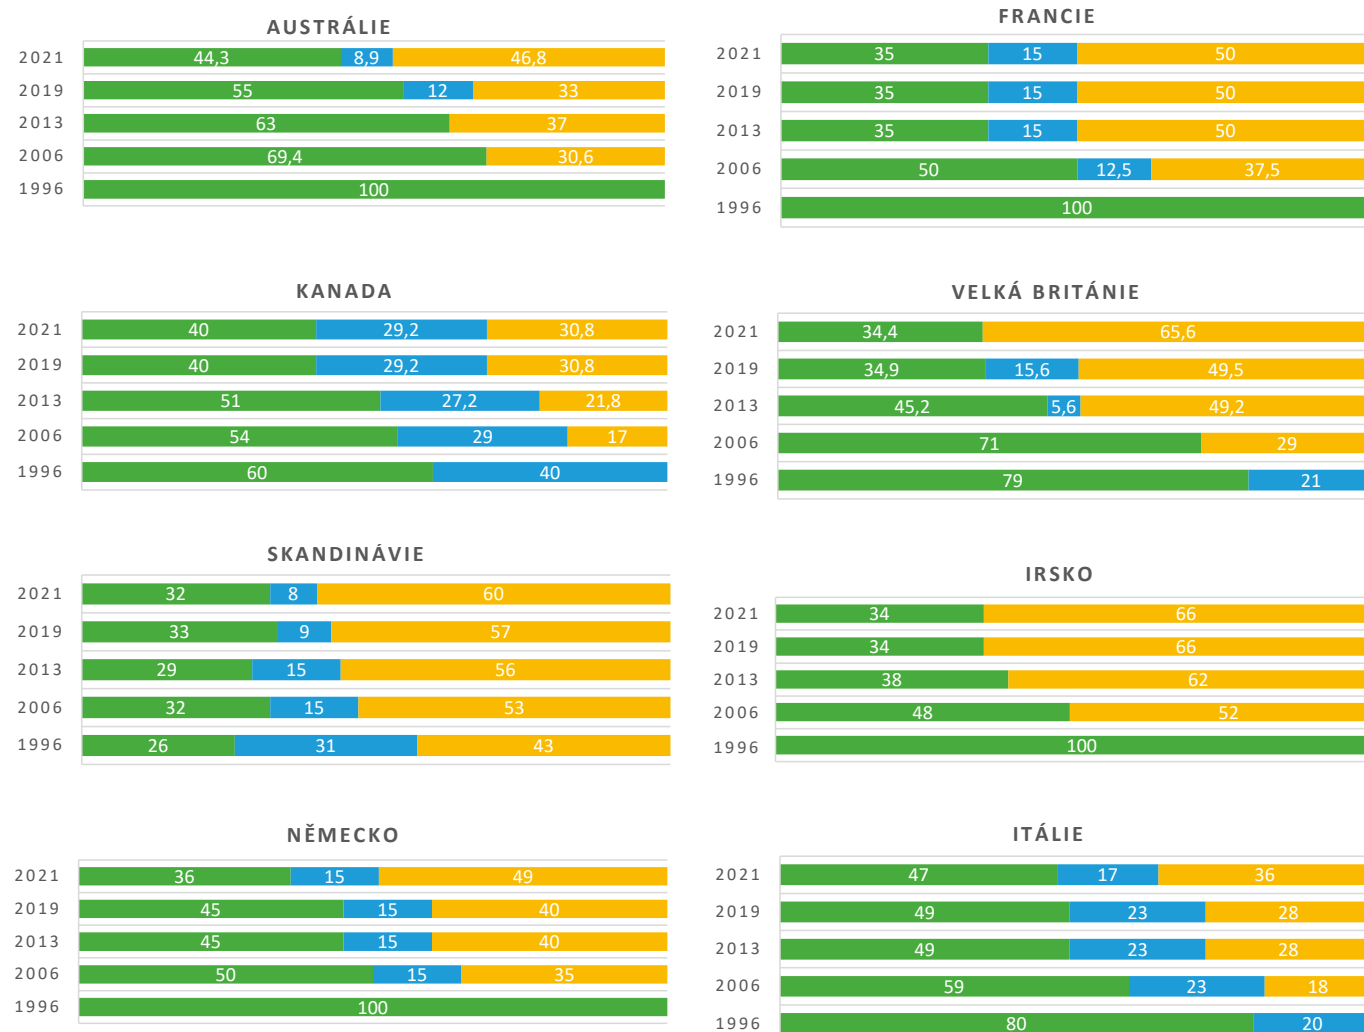 AUSTRÁLIE
2021 44,3 8,9 46,8
2019 55 12 33
2013 63 37
2006 69,4 30,6
1996 100
FRANCIE
2021 35 15 50
2019 35 15 50
2013 35 15 50
2006 50 12,5 37,5
1996 100
KANADA
2021 40 29,2 30,8
2019 40 29,2 30,8
2013 51 27,2 21,8
2006 54 29 17
1996 60 40
VELKÁ BRITÁNIE
2021 34,4 65,6
2019 34,9 15,6 49,5
2013 45,2 5,6 49,2
2006 71 29
1996 79 21
SKANDINÁVIE
2021 32 8 60
2019 33 9 57
2013 29 15 56
2006 32 15 53
1996 26 31 43
IRSKO
2021 34 66
2019 34 66
2013 38 62
2006 48 52
1996 100
NĚMECKO
2021 36 15 49
2019 45 15 40
2013 45 15 40
2006 50 15 35
1996 100
ITÁLIE
2021 47 17 36
2019 49 23 28
2013 49 23 28
2006 59 23 18
1996 80 20